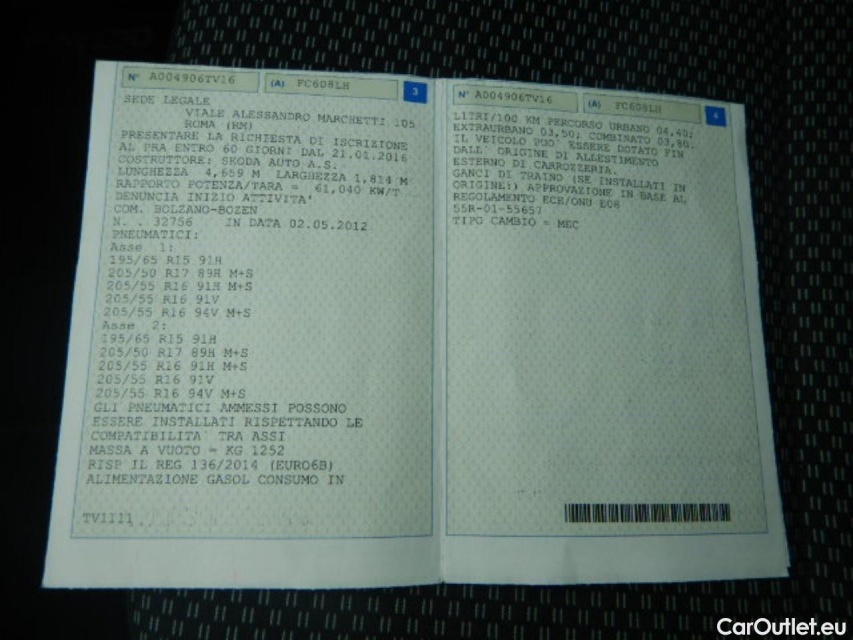 N° A004906TV16 (A) FC608LH 3
SEDE LEGALE
VIALE ALESSANDRO MARCHETTI 105
ROMA (RM)
PRESENTARE LA RICHIESTA DI ISCRIZIONE
AL PRA ENTRO 60 GIORNI DAL 21.01.2016
COSTRUTTORE: SKODA AUTO A.S.
LUNGHEZZA 4,659 M LARGHEZZA 1,814 M
RAPPORTO POTENZA/TARA = 61,040 KW/T
DENUNCIA INIZIO ATTIVITA'
COM. BOLZANO-BOZEN
N. . 32756 IN DATA 02.05.2012
PNEUMATICI:
Asse 1:
195/65 R15 91H
205/50 R17 89H M+S
205/55 R16 91H M+S
205/55 R16 91V
205/55 R16 94V M+S
Asse 2:
195/65 R15 91H
205/50 R17 89H M+S
205/55 R16 91H M+S
205/55 R16 91V
205/55 R16 94V M+S
GLI PNEUMATICI AMMESSI POSSONO
ESSERE INSTALLATI RISPETTANDO LE
COMPATIBILITA` TRA ASSI
MASSA A VUOTO = KG 1252
RISP IL REG 136/2014 (EURO6B)
ALIMENTAZIONE GASOL CONSUMO IN
TV1111
N° A004906TV16 (A) FC608LH 4
LITRI/100 KM PERCORSO URBANO 04,40;
EXTRAURBANO 03,50; COMBINATO 03,80.
IL VEICOLO PUO' ESSERE DOTATO FIN
DALL' ORIGINE DI ALLESTIMENTO
ESTERNO DI CARROZZERIA.
GANCI DI TRAINO (SE INSTALLATI IN
ORIGINE:) APPROVAZIONE IN BASE AL
REGOLAMENTO ECE/ONU E08
55R-01-55657
TIPO CAMBIO = MEC
CarOutlet.eu